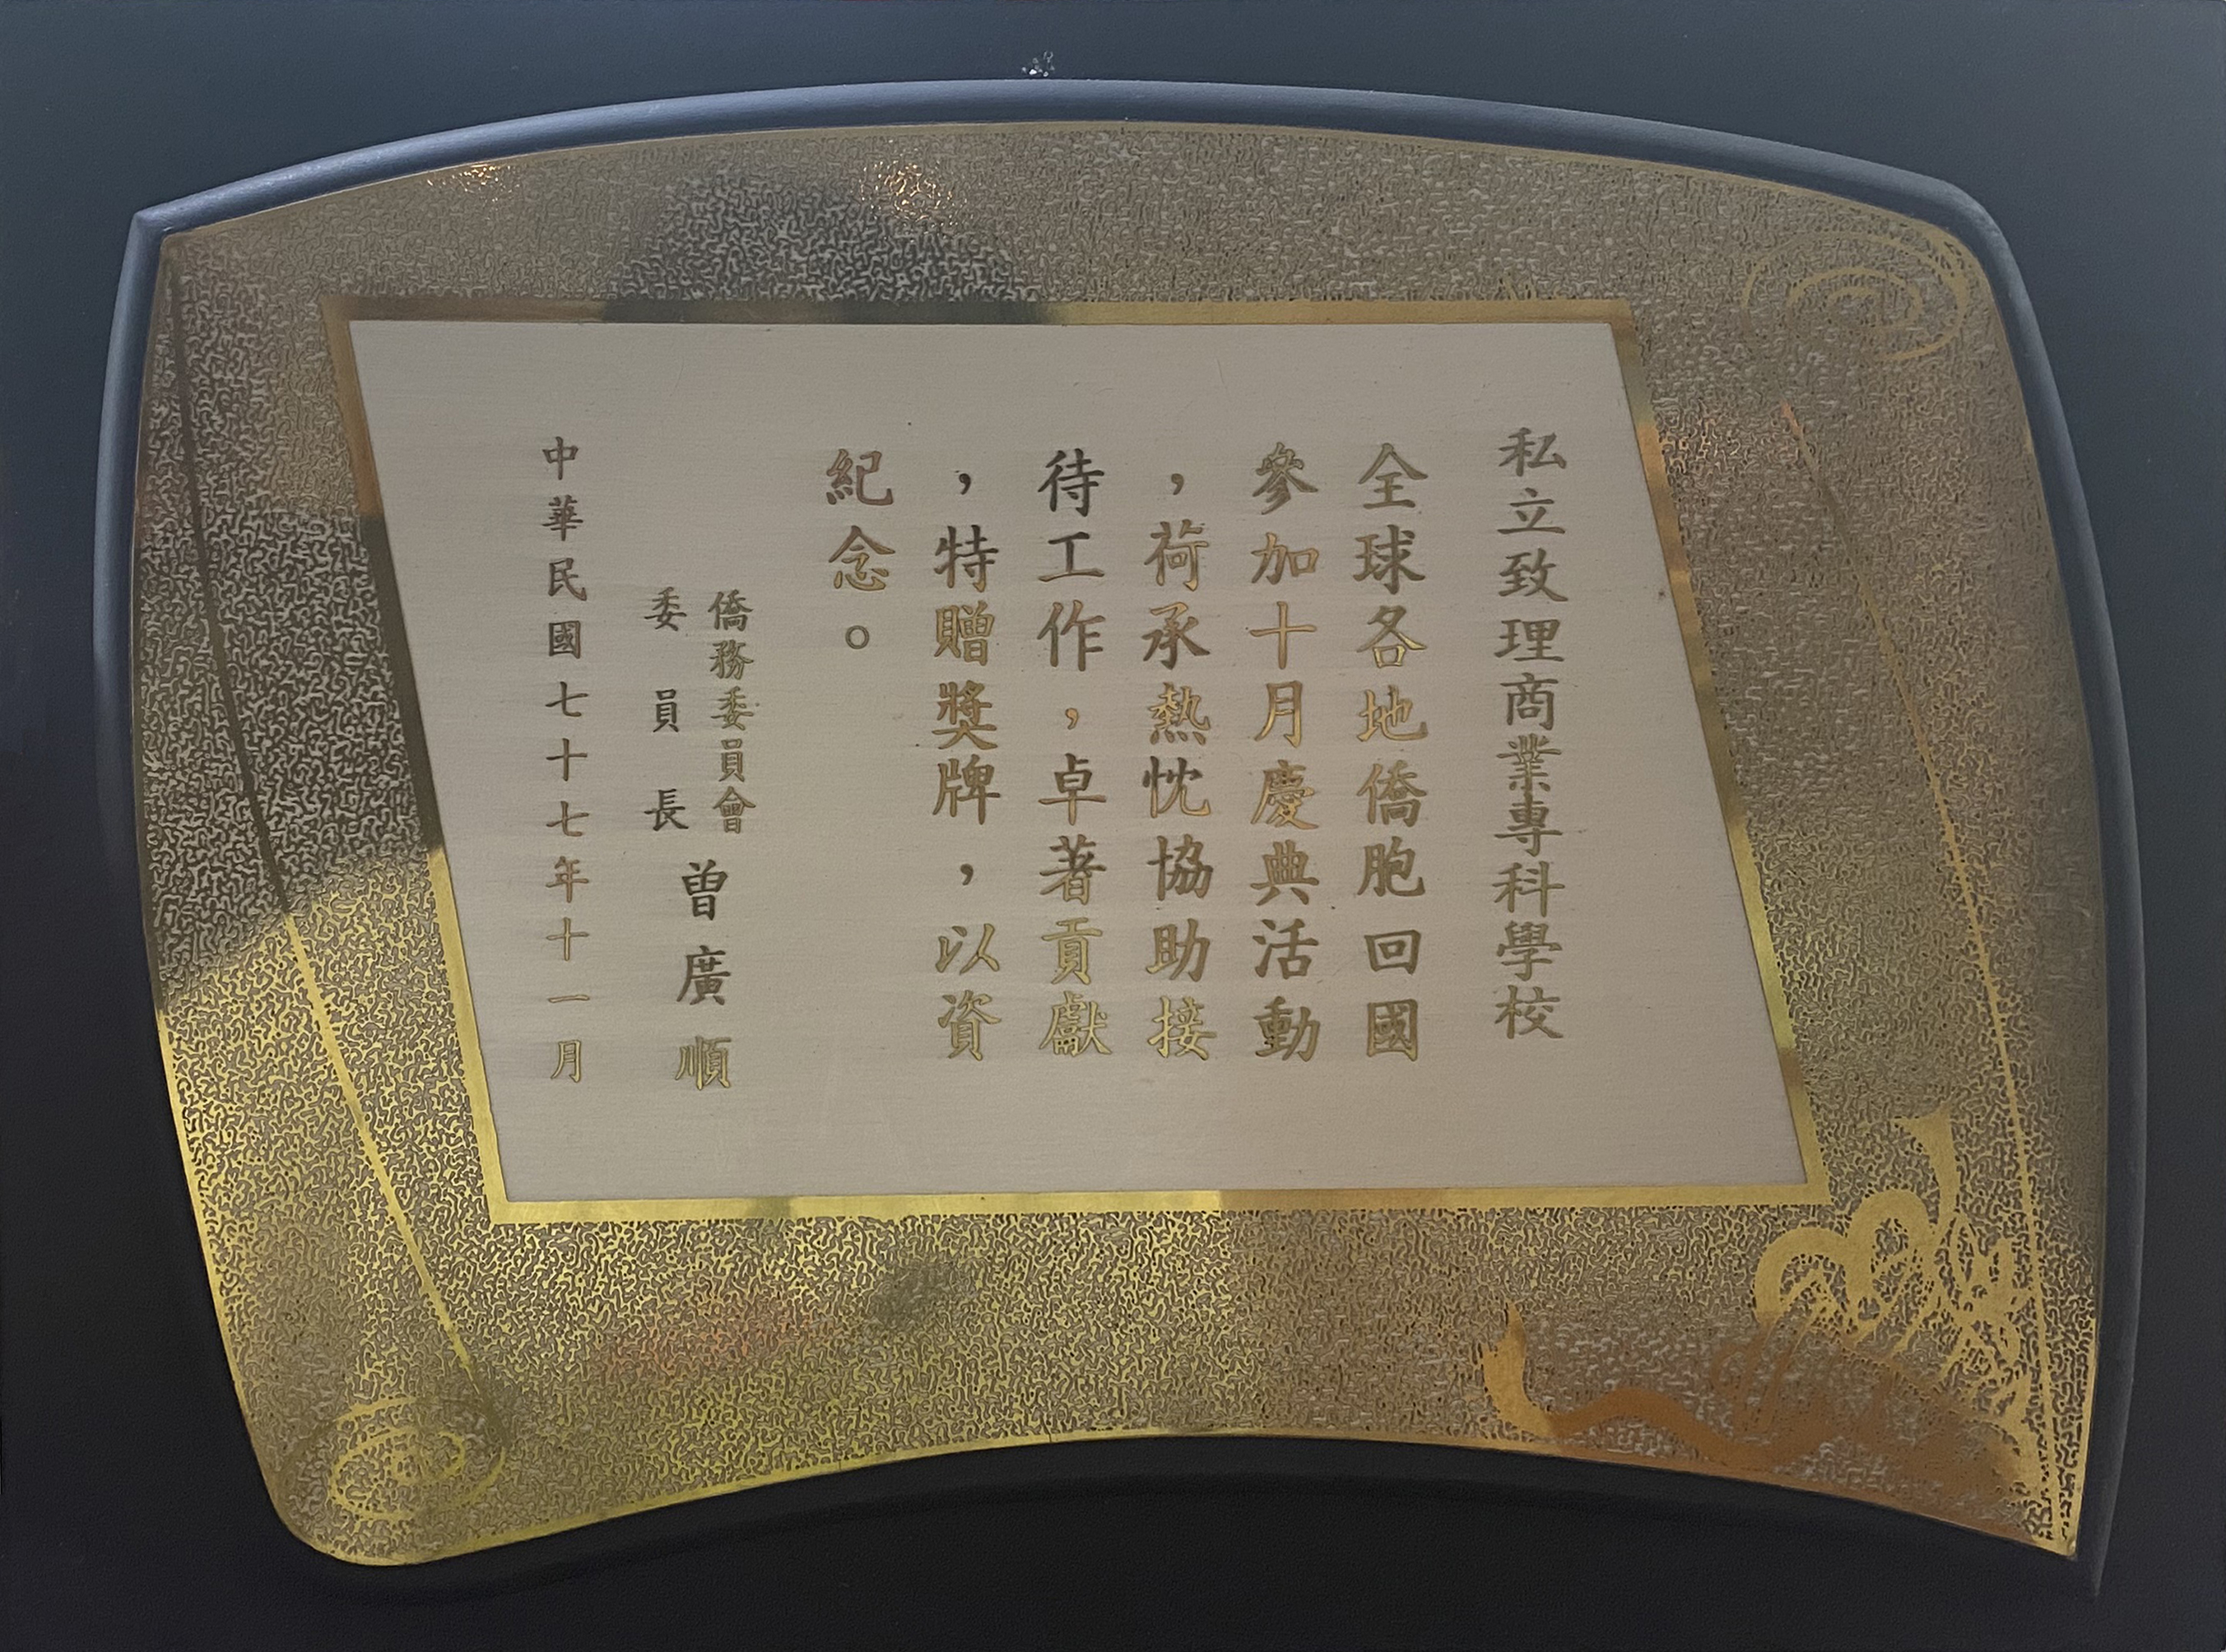 私立致理商業專科學校
全球各地僑胞回國
參加十月慶典活動
，荷承熱忱協助接
待工作，卓著貢獻
，特贈獎牌，以資
紀念。
僑務委員會
委員長
曾廣順
中華民國七十七年十一月